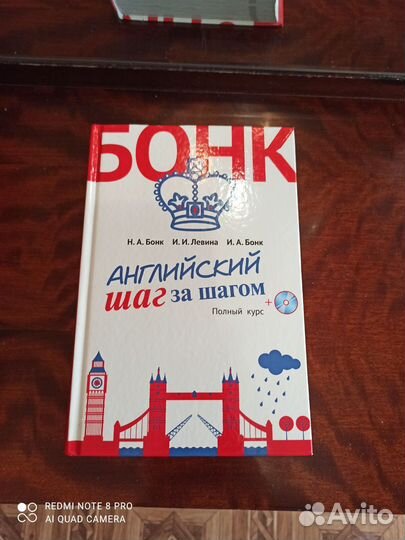 БОНК
Н. А. Бонк И. И. Левина И. А. Бонк
АНГЛИЙСКИЙ
шаг за шагом
Полный курс
+
REDMI NOTE 8 PRO
AI QUAD CAMERA
Avito